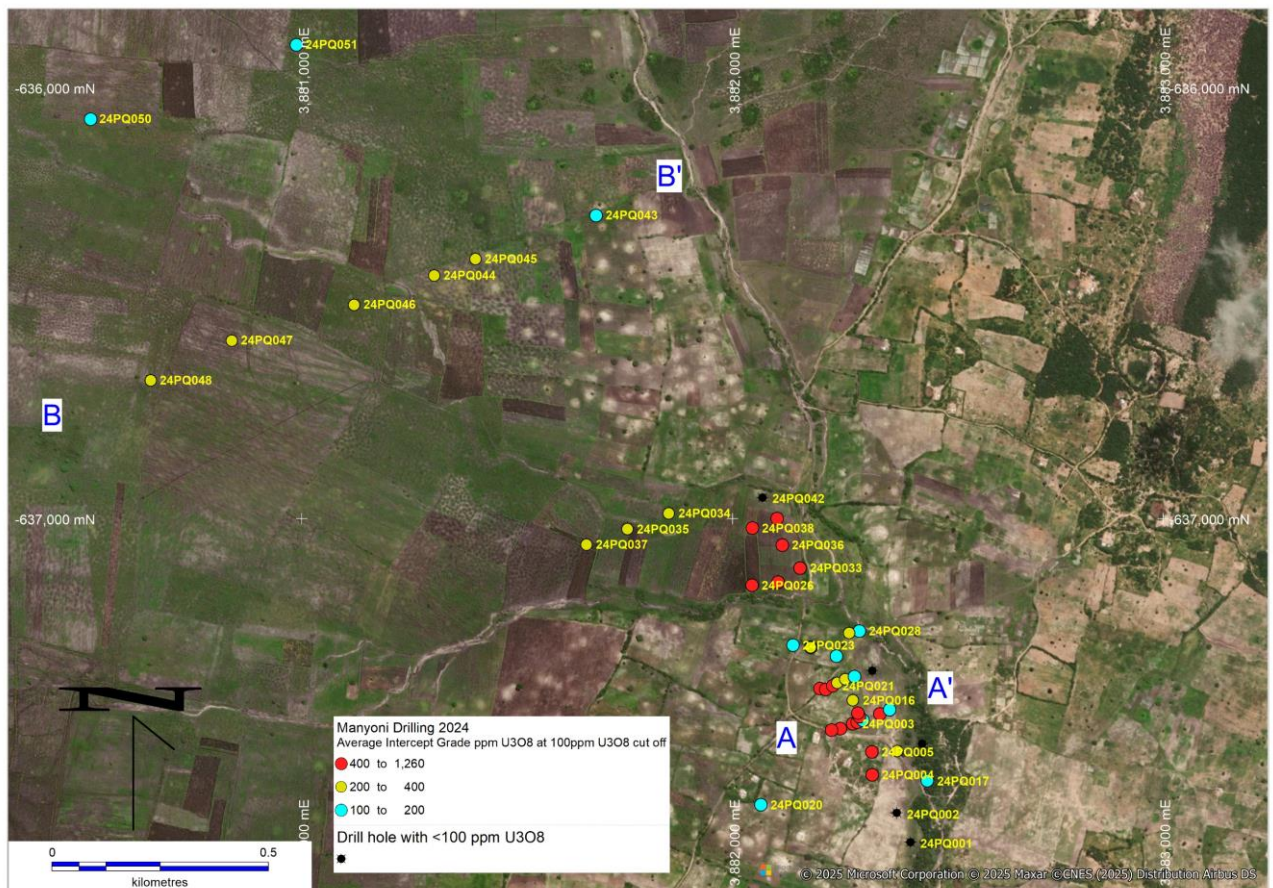 24PQ051
3,881,000 mE
3,882,000 mE
3,883,000 mE
-636,000 mN
-636,000 mN
24PQ050
B'
24PQ043
24PQ045
24PQ044
24PQ046
24PQ047
24PQ048
B
24PQ042
-637,000 mN
-637,000 mN
24PQ034
24PQ035
24PQ038
24PQ037
24PQ036
24PQ033
24PQ026
24PQ028
24PQ023
24PQ021
A'
24PQ016
N
24PQ003
A
Manyoni Drilling 2024
Average Intercept Grade ppm U3O8 at 100ppm U3O8 cut off
400 to 1,260
200 to 400
100 to 200
Drill hole with <100 ppm U3O8
24PQ005
24PQ004
24PQ017
24PQ020
24PQ002
24PQ001
3,882,000 mE
3,883,000 mE
0 0.5
kilometres
© 2025 Microsoft Corporation © 2025 Maxar ©CNES (2025) Distribution Airbus DS